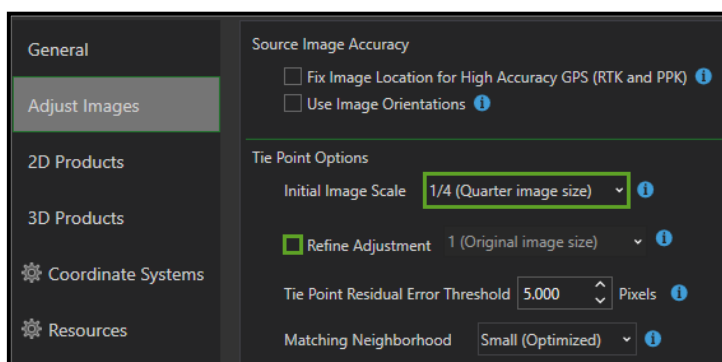 General
Adjust Images
2D Products
3D Products
Coordinate Systems
Resources
Source Image Accuracy
Fix Image Location for High Accuracy GPS (RTK and PPK)
Use Image Orientations
Tie Point Options
Initial Image Scale 1/4 (Quarter image size)
Refine Adjustment 1 (Original image size)
Tie Point Residual Error Threshold 5.000 Pixels
Matching Neighborhood Small (Optimized)